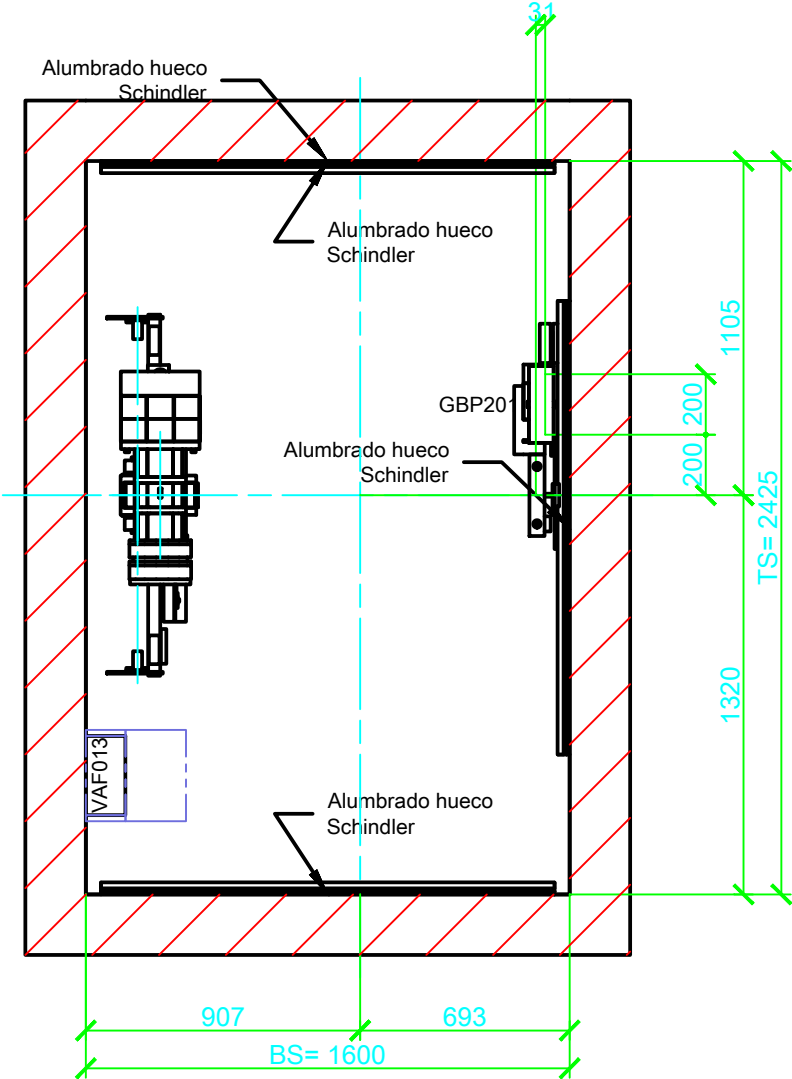 31
Alumbrado hueco
Schindler
Alumbrado hueco
Schindler
1105
200
GBP201
Alumbrado hueco
Schindler
200
TS= 2425
1320
VAF013
Alumbrado hueco
Schindler
907
693
BS= 1600